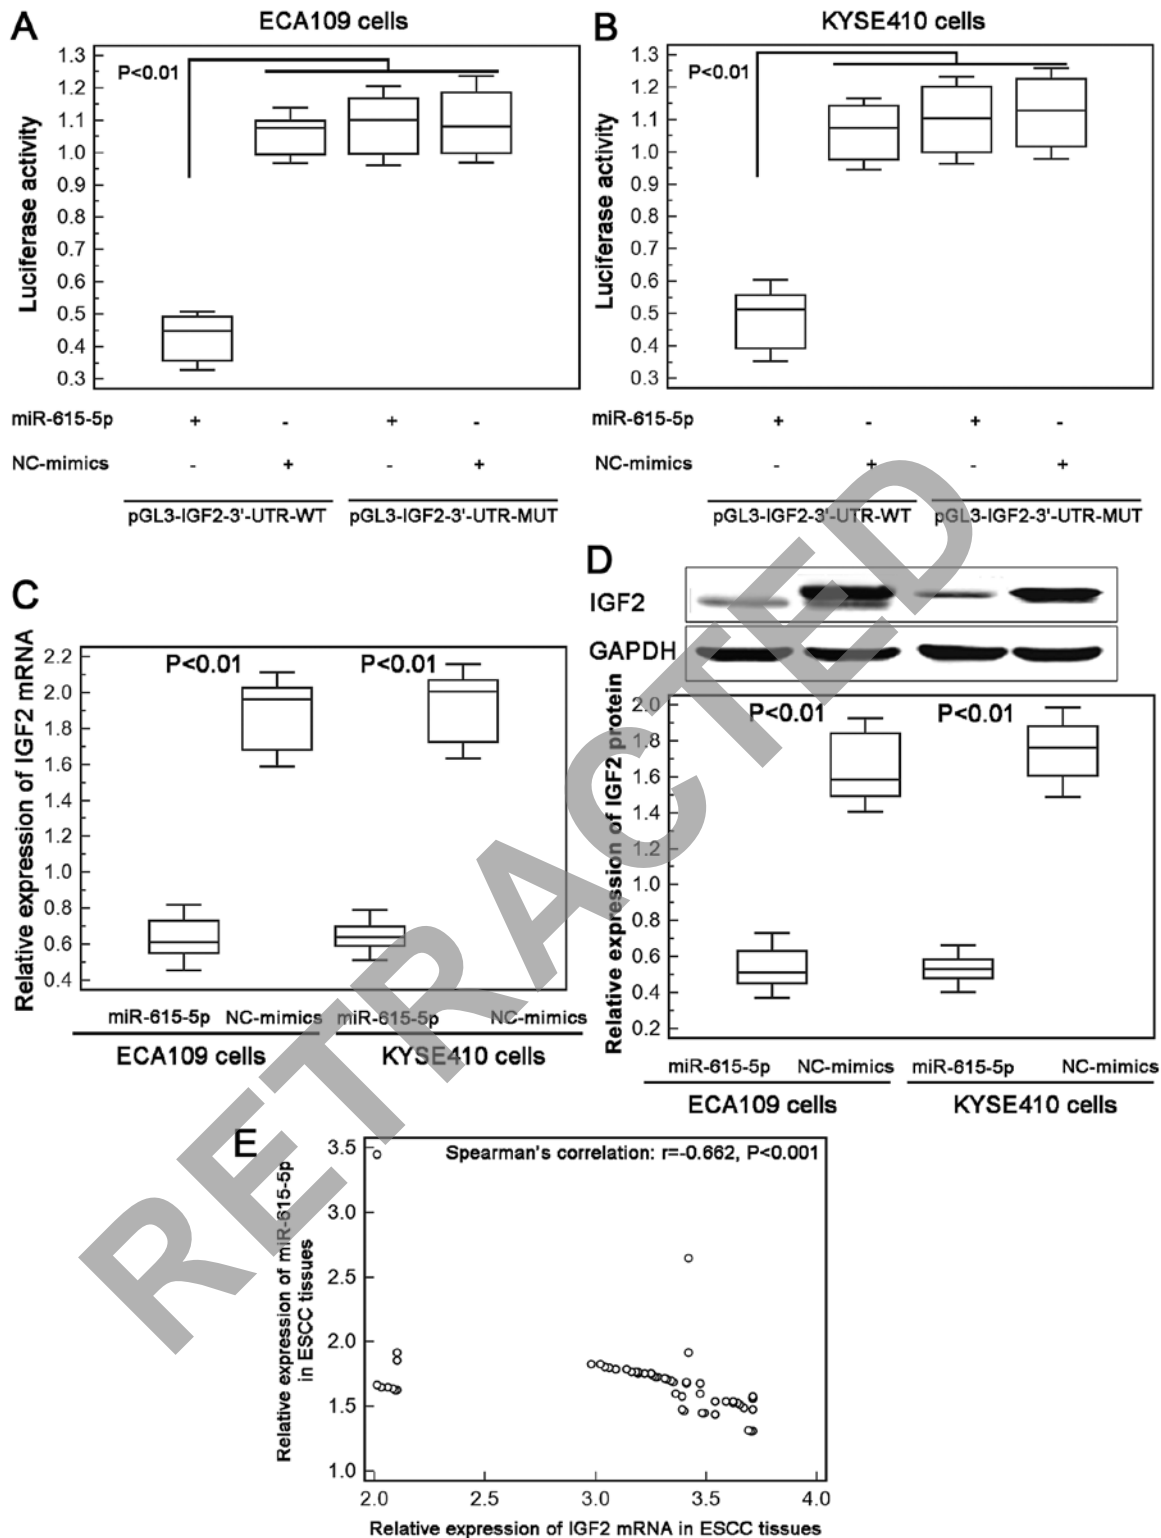 A
ECA109 cells
Luciferase activity
1.3
1.2
1.1
1.0
0.9
0.8
0.7
0.6
0.5
0.4
0.3
P<0.01
miR-615-5p + - + -
NC-mimics - + - +
pGL3-IGF2-3'-UTR-WT pGL3-IGF2-3'-UTR-MUT
B
KYSE410 cells
Luciferase activity
1.3
1.2
1.1
1.0
0.9
0.8
0.7
0.6
0.5
0.4
0.3
P<0.01
miR-615-5p + - + -
NC-mimics - + - +
pGL3-IGF2-3'-UTR-WT pGL3-IGF2-3'-UTR-MUT
C
Relative expression of IGF2 mRNA
2.2
2.0
1.8
1.6
1.4
1.2
1.0
0.8
0.6
0.4
P<0.01 P<0.01
miR-615-5p NC-mimics miR-615-5p NC-mimics
ECA109 cells KYSE410 cells
D
IGF2
GAPDH
Relative expression of IGF2 protein
2.0
1.8
1.6
1.4
1.2
1.0
0.8
0.6
0.4
0.2
P<0.01 P<0.01
miR-615-5p NC-mimics miR-615-5p NC-mimics
ECA109 cells KYSE410 cells
E
Relative expression of miR-615-5p
in ESCC tissues
3.5
3.0
2.5
2.0
1.5
1.0
Spearman's correlation: r=-0.662, P<0.001
2.0 2.5 3.0 3.5 4.0
Relative expression of IGF2 mRNA in ESCC tissues
RETRACTED